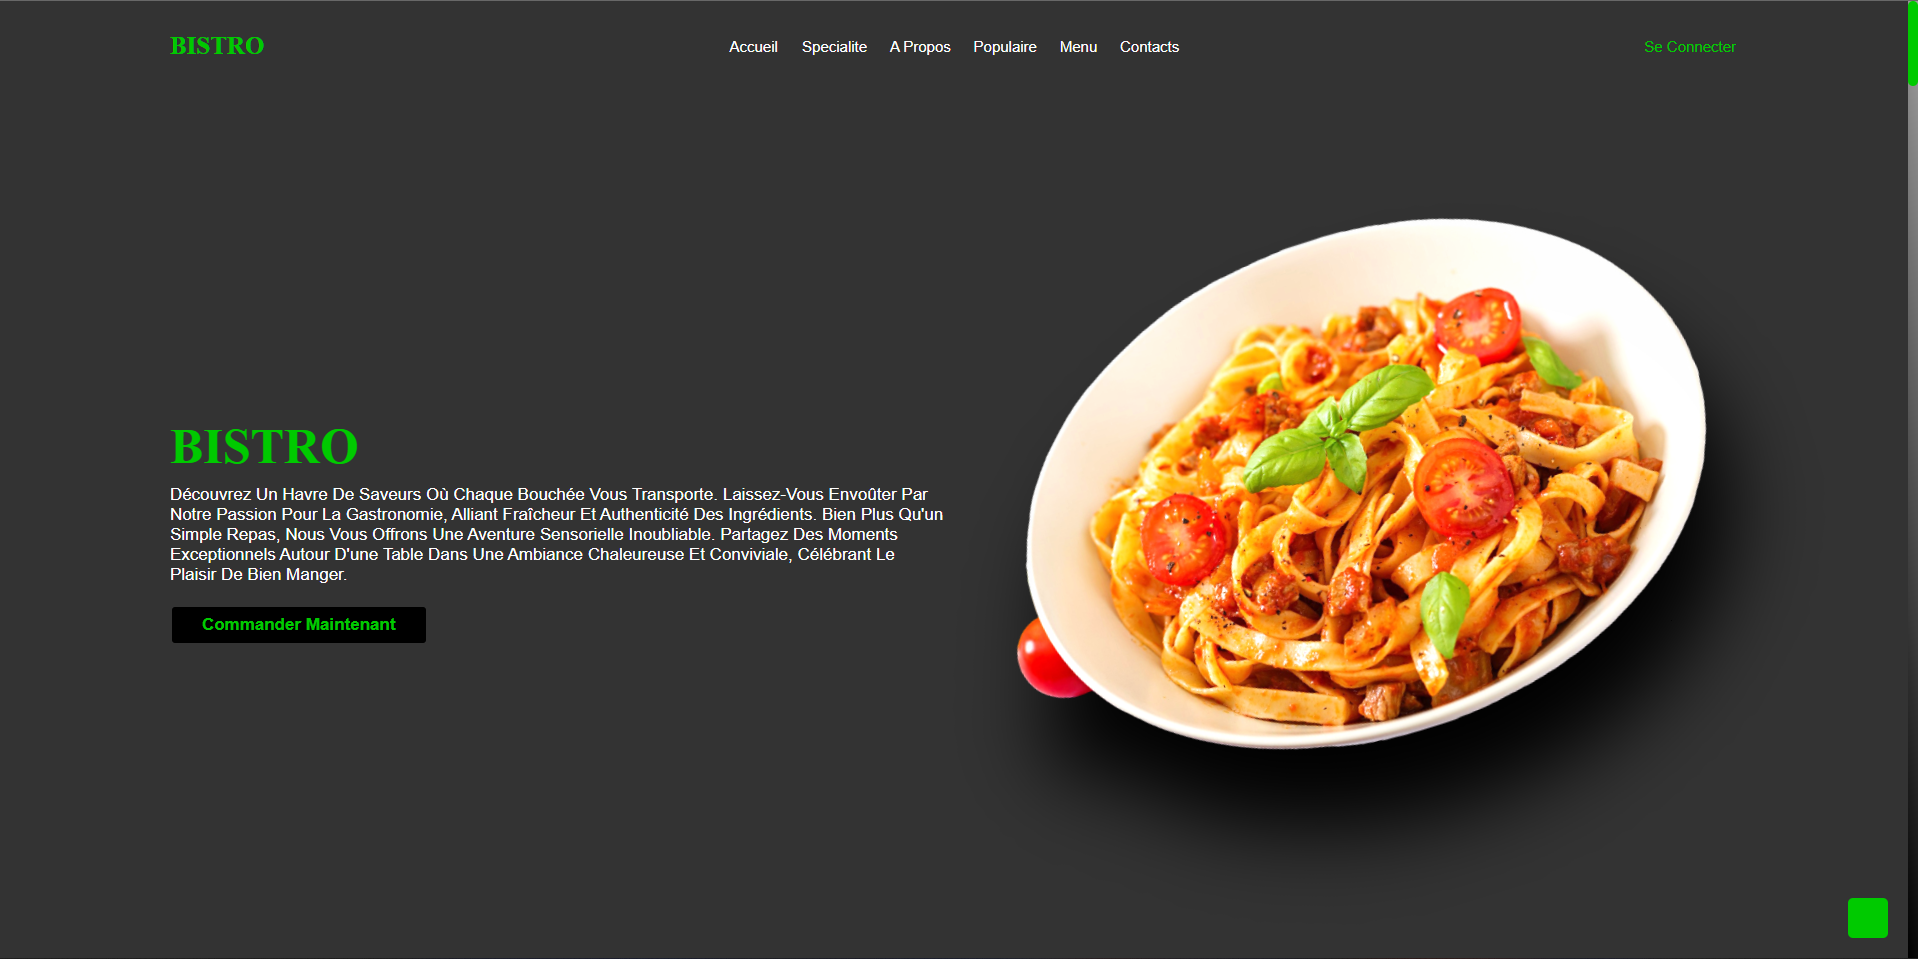 BISTRO
Accueil Specialite A Propos Populaire Menu Contacts
Se Connecter
BISTRO
Découvrez Un Havre De Saveurs Où Chaque Bouchée Vous Transporte. Laissez-Vous Envoûter Par
Notre Passion Pour La Gastronomie, Alliant Fraîcheur Et Authenticité Des Ingrédients. Bien Plus Qu'un
Simple Repas, Nous Vous Offrons Une Aventure Sensorielle Inoubliable. Partagez Des Moments
Exceptionnels Autour D'une Table Dans Une Ambiance Chaleureuse Et Conviviale, Célébrant Le
Plaisir De Bien Manger.
Commander Maintenant